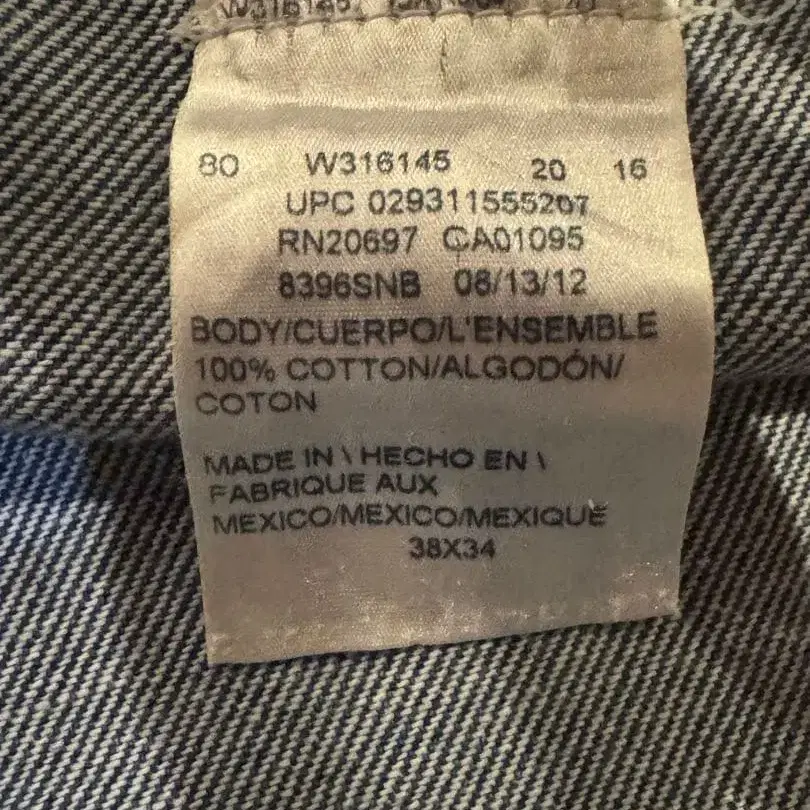 W316145
80 W316145 20 16
UPC 029311555207
RN20697 CA01095
8396SNB 08/13/12
BODY/CUERPO/L'ENSEMBLE
100% COTTON/ALGODÓN/
COTON
MADE IN \ HECHO EN \
FABRIQUE AUX
MEXICO/MEXICO/MEXIQUE
38X34